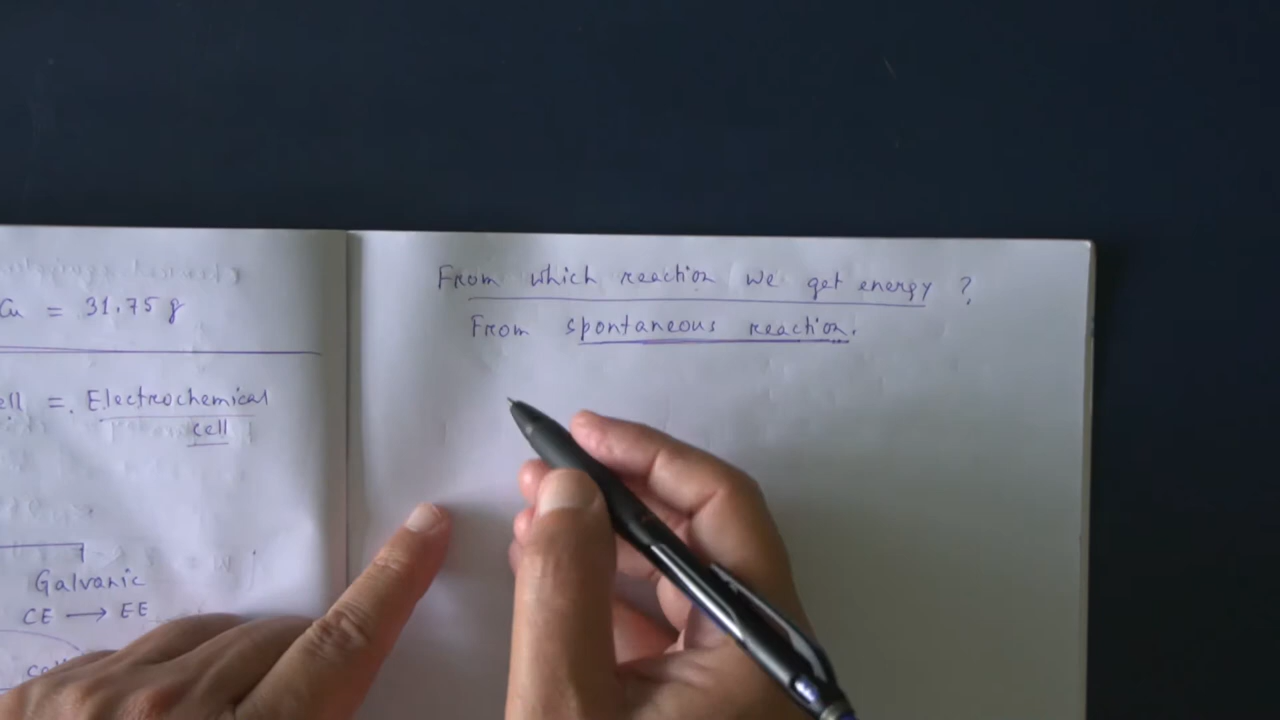 Cu = 31.75 g
ell = Electrochemical
cell
Galvanic
CE → EE
From which reaction we get energy ?
From spontaneous reaction.